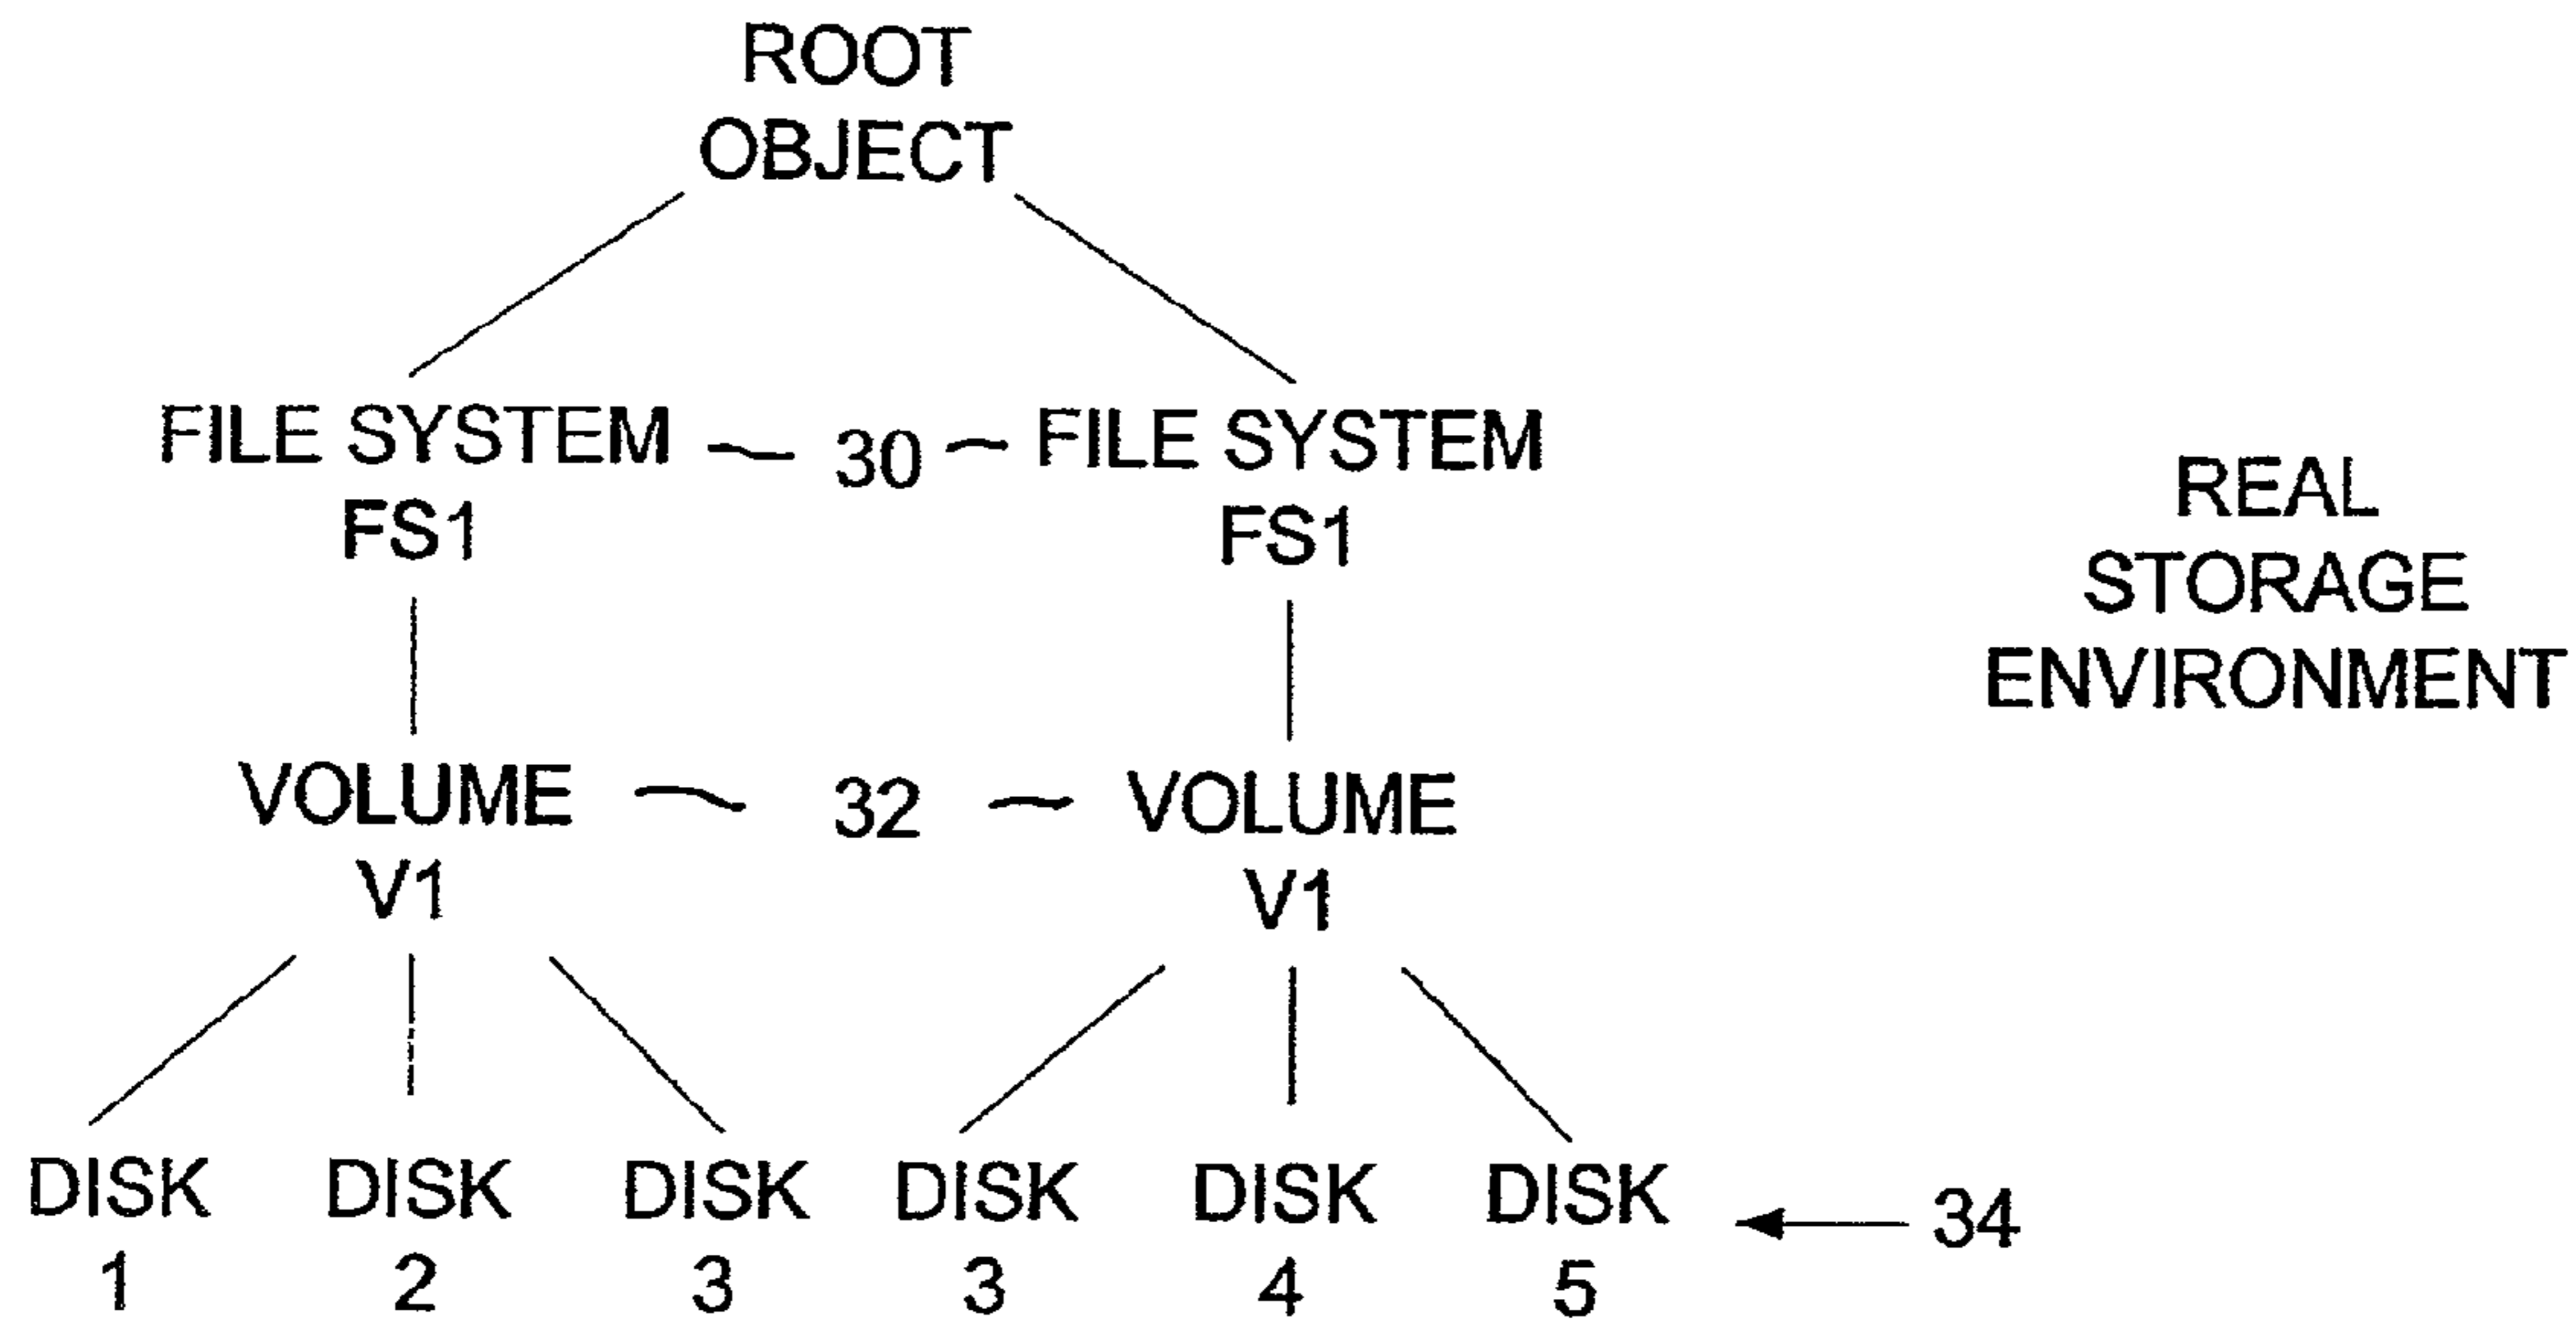 ROOT
OBJECT
FILE SYSTEM 30 FILE SYSTEM
FS1 FS1
REAL
STORAGE
ENVIRONMENT
VOLUME 32 VOLUME
V1 V1
DISK DISK DISK DISK DISK DISK 34
1 2 3 3 4 5